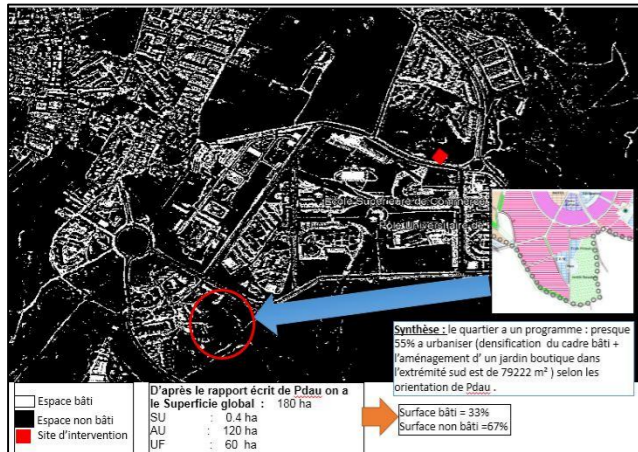 École Supérieure de Commerce
Pole Universitaire de
Synthèse : le quartier a un programme : presque
55% a urbaniser (densification du cadre bâti +
l'aménagement d' un jardin boutique dans
l'extrémité sud est de 79222 m² ) selon les
orientation de Pdau .
Espace bâti
Espace non bâti
Site d'intervention
D'après le rapport écrit de Pdau on a
le Superficie global : 180 ha
SU : 0.4 ha
AU : 120 ha
UF : 60 ha
Surface bâti = 33%
Surface non bâti =67%